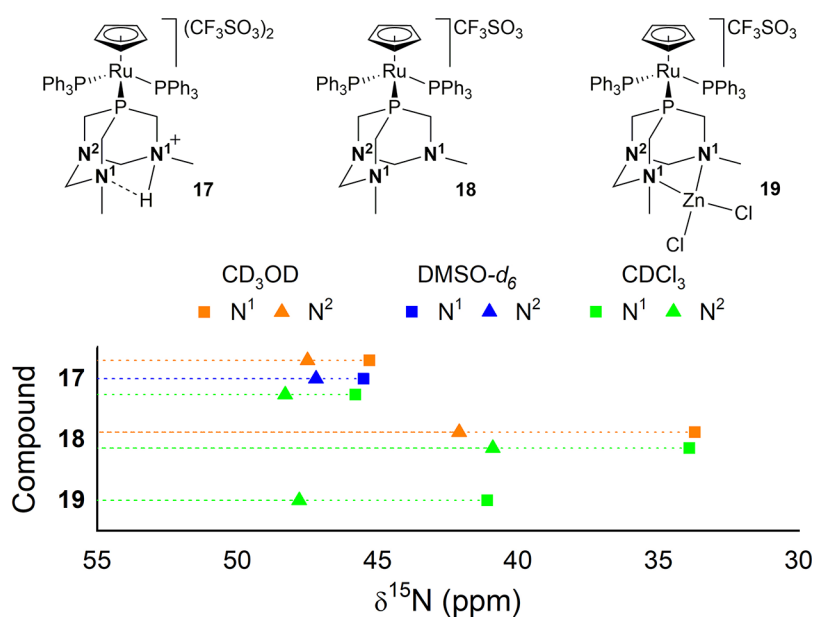 (CF3SO3)2
CF3SO3
CF3SO3
Ru
Ru
Ru
Ph3P
PPh3
Ph3P
PPh3
Ph3P
PPh3
P
P
P
N2
N1
+
N2
N1
N2
N1
N1
N1
N1
H
17
18
Zn
Cl
Cl
19
CD3OD
DMSO-d6
CDCl3
N1
N2
N1
N2
N1
N2
Compound
17
18
19
55
50
45
40
35
30
δ15N (ppm)